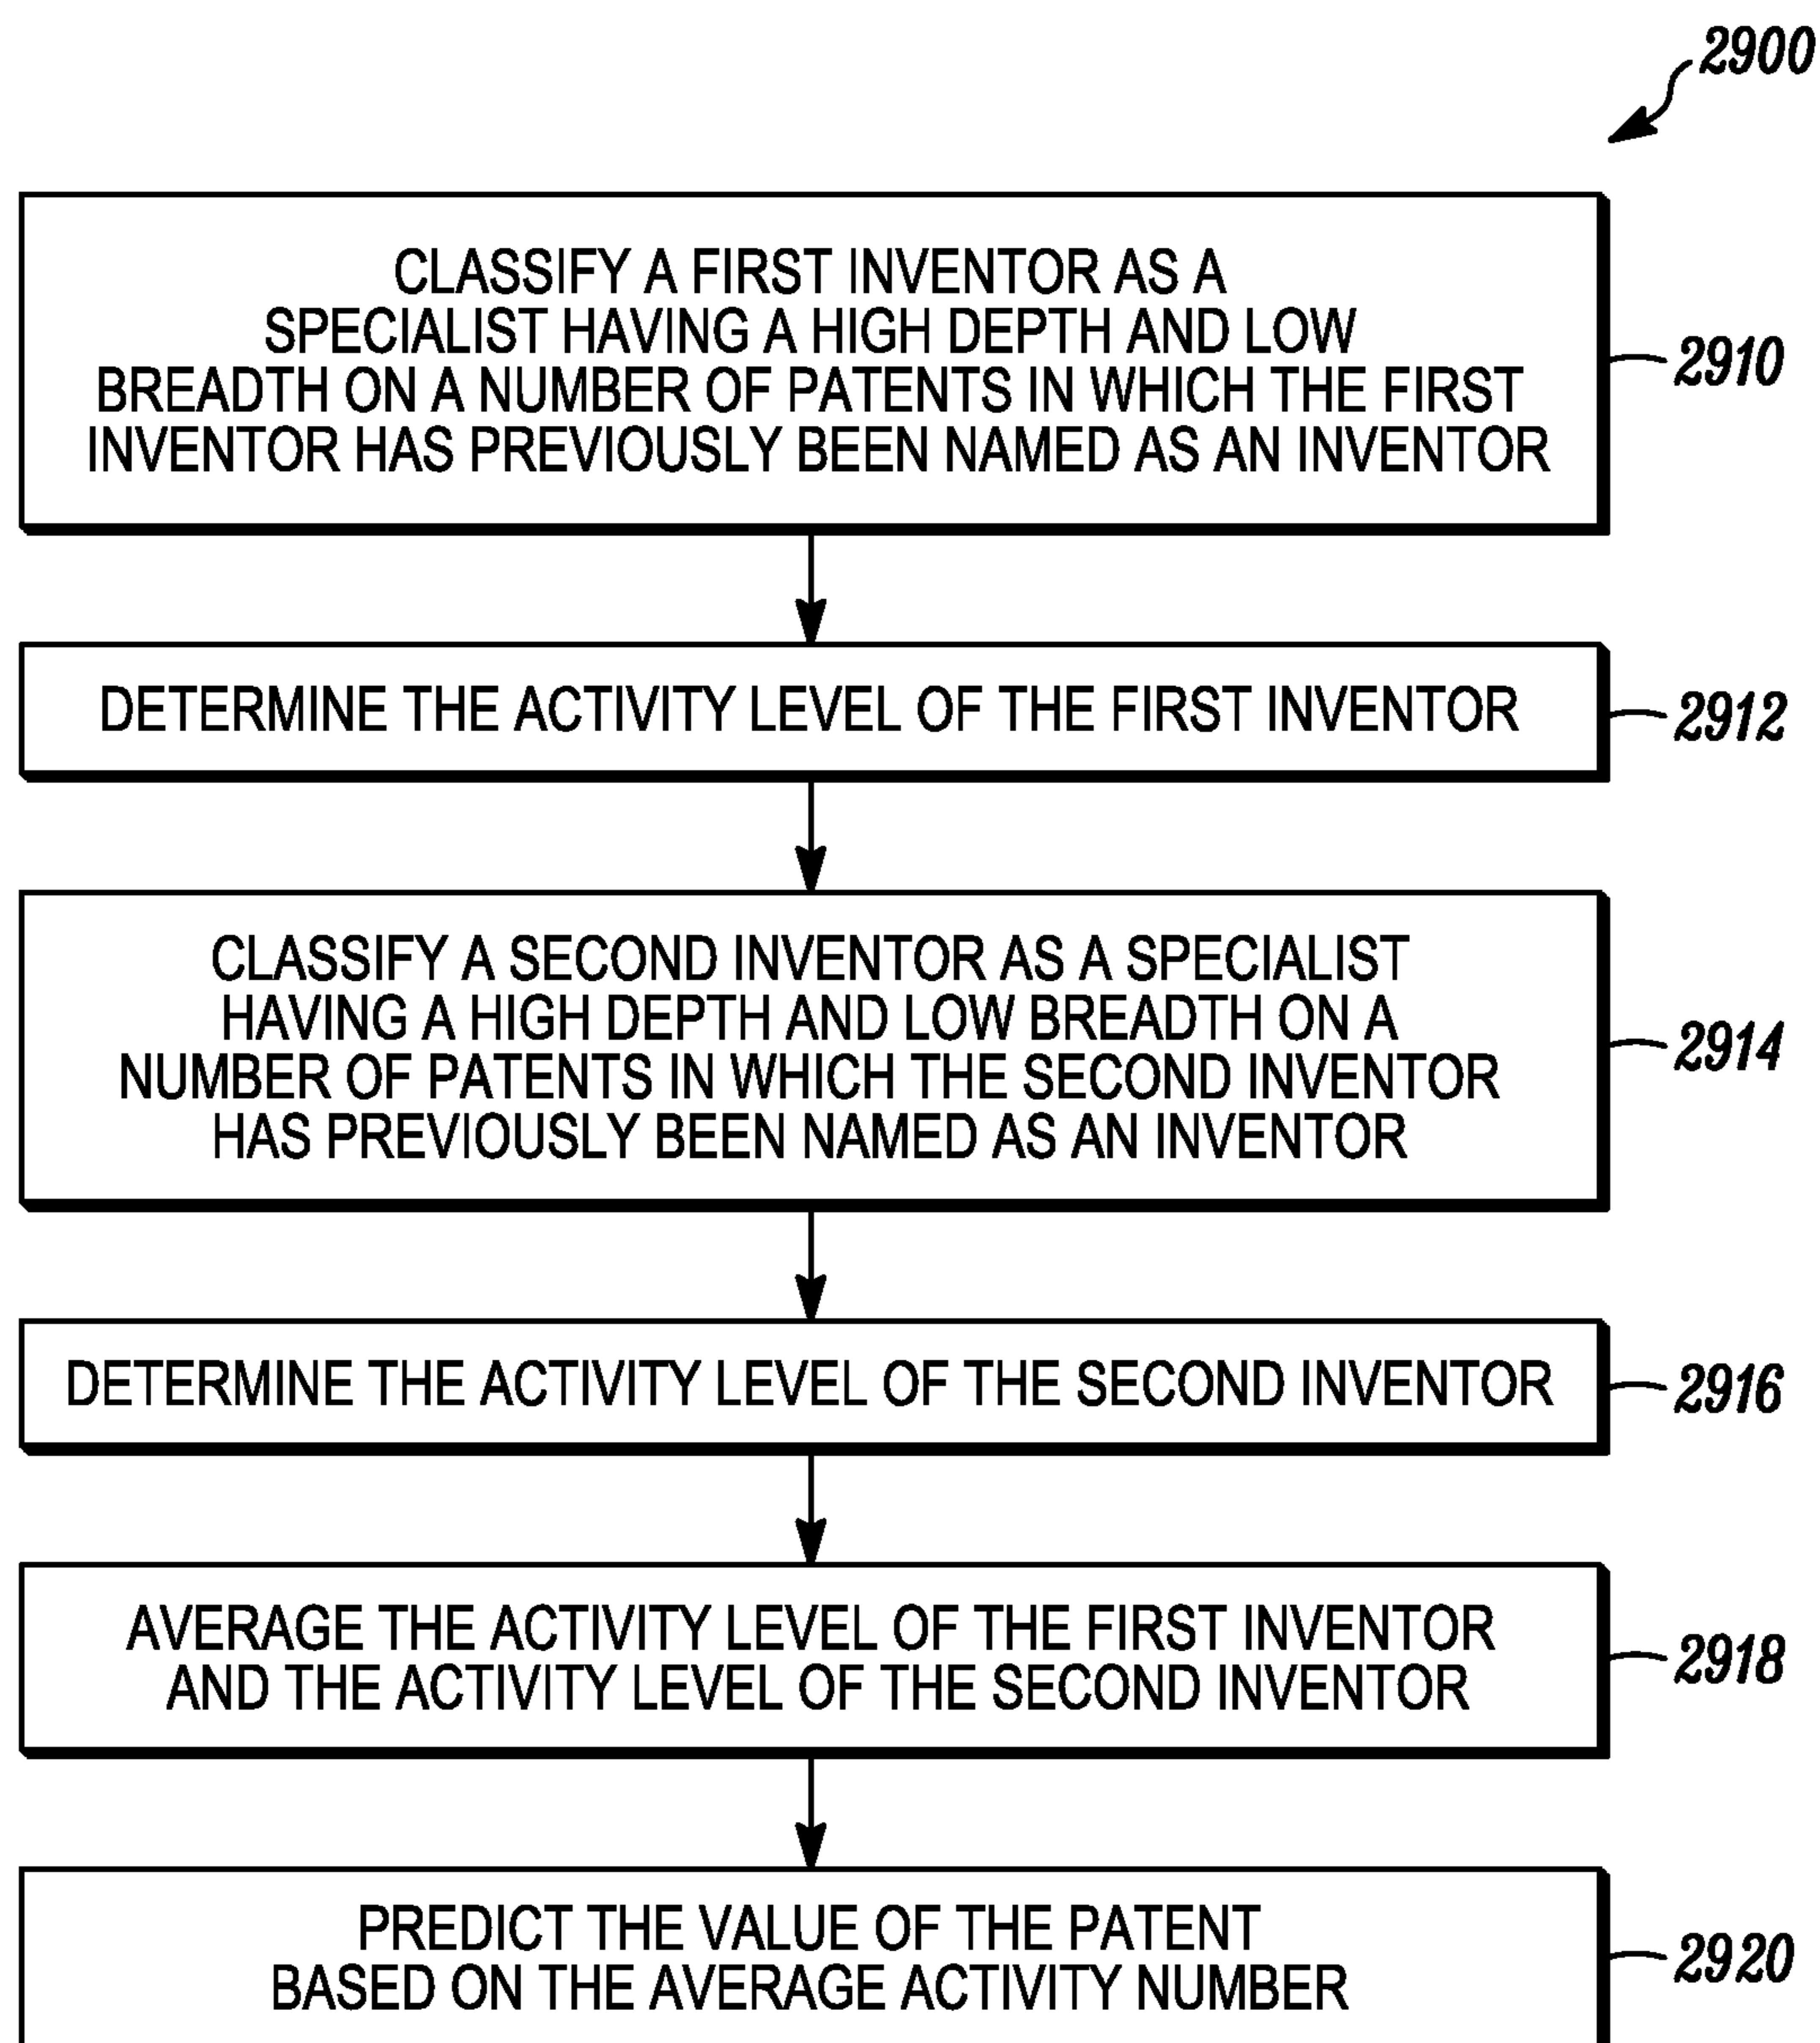 2900
CLASSIFY A FIRST INVENTOR AS A
SPECIALIST HAVING A HIGH DEPTH AND LOW
BREADTH ON A NUMBER OF PATENTS IN WHICH THE FIRST
INVENTOR HAS PREVIOUSLY BEEN NAMED AS AN INVENTOR
2910
DETERMINE THE ACTIVITY LEVEL OF THE FIRST INVENTOR
2912
CLASSIFY A SECOND INVENTOR AS A SPECIALIST
HAVING A HIGH DEPTH AND LOW BREADTH ON A
NUMBER OF PATENTS IN WHICH THE SECOND INVENTOR
HAS PREVIOUSLY BEEN NAMED AS AN INVENTOR
2914
DETERMINE THE ACTIVITY LEVEL OF THE SECOND INVENTOR
2916
AVERAGE THE ACTIVITY LEVEL OF THE FIRST INVENTOR
AND THE ACTIVITY LEVEL OF THE SECOND INVENTOR
2918
PREDICT THE VALUE OF THE PATENT
BASED ON THE AVERAGE ACTIVITY NUMBER
2920